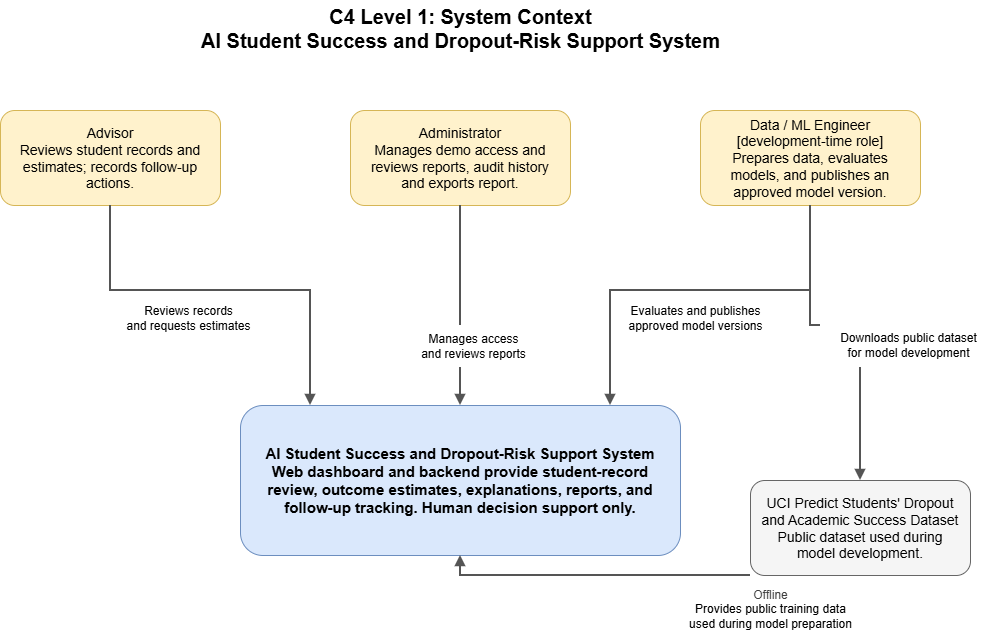 C4 Level 1: System Context
AI Student Success and Dropout-Risk Support System
Advisor
Reviews student records and
estimates; records follow-up
actions.
Administrator
Manages demo access and
reviews reports, audit history
and exports report.
Data / ML Engineer
[development-time role]
Prepares data, evaluates
models, and publishes an
approved model version.
Reviews records
and requests estimates
Manages access
and reviews reports
Evaluates and publishes
approved model versions
Downloads public dataset
for model development
AI Student Success and Dropout-Risk Support System
Web dashboard and backend provide student-record
review, outcome estimates, explanations, reports, and
follow-up tracking. Human decision support only.
UCI Predict Students' Dropout
and Academic Success Dataset
Public dataset used during
model development.
Offline
Provides public training data
used during model preparation